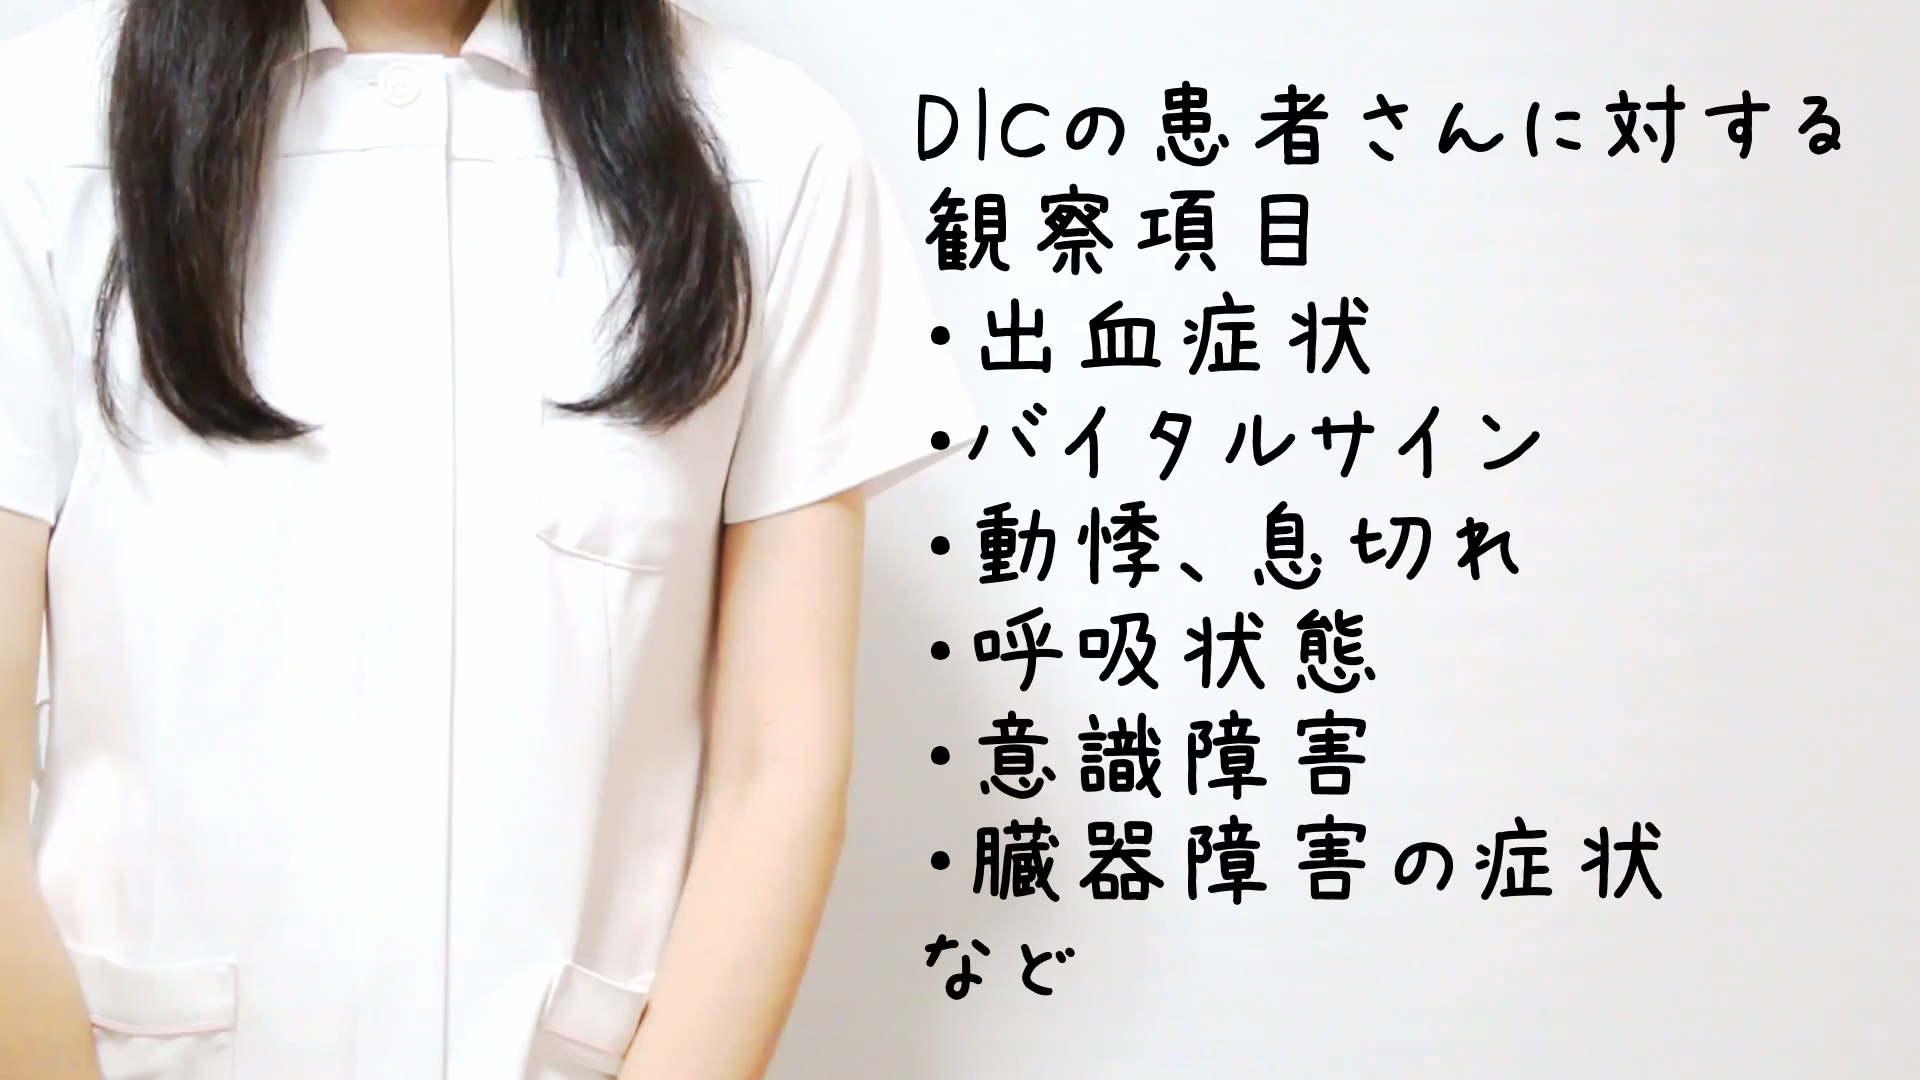 DICの患者さんに対する
観察項目
・出血症状
・バイタルサイン
・動悸、息切れ
・呼吸状態
・意識障害
・臓器障害の症状
など